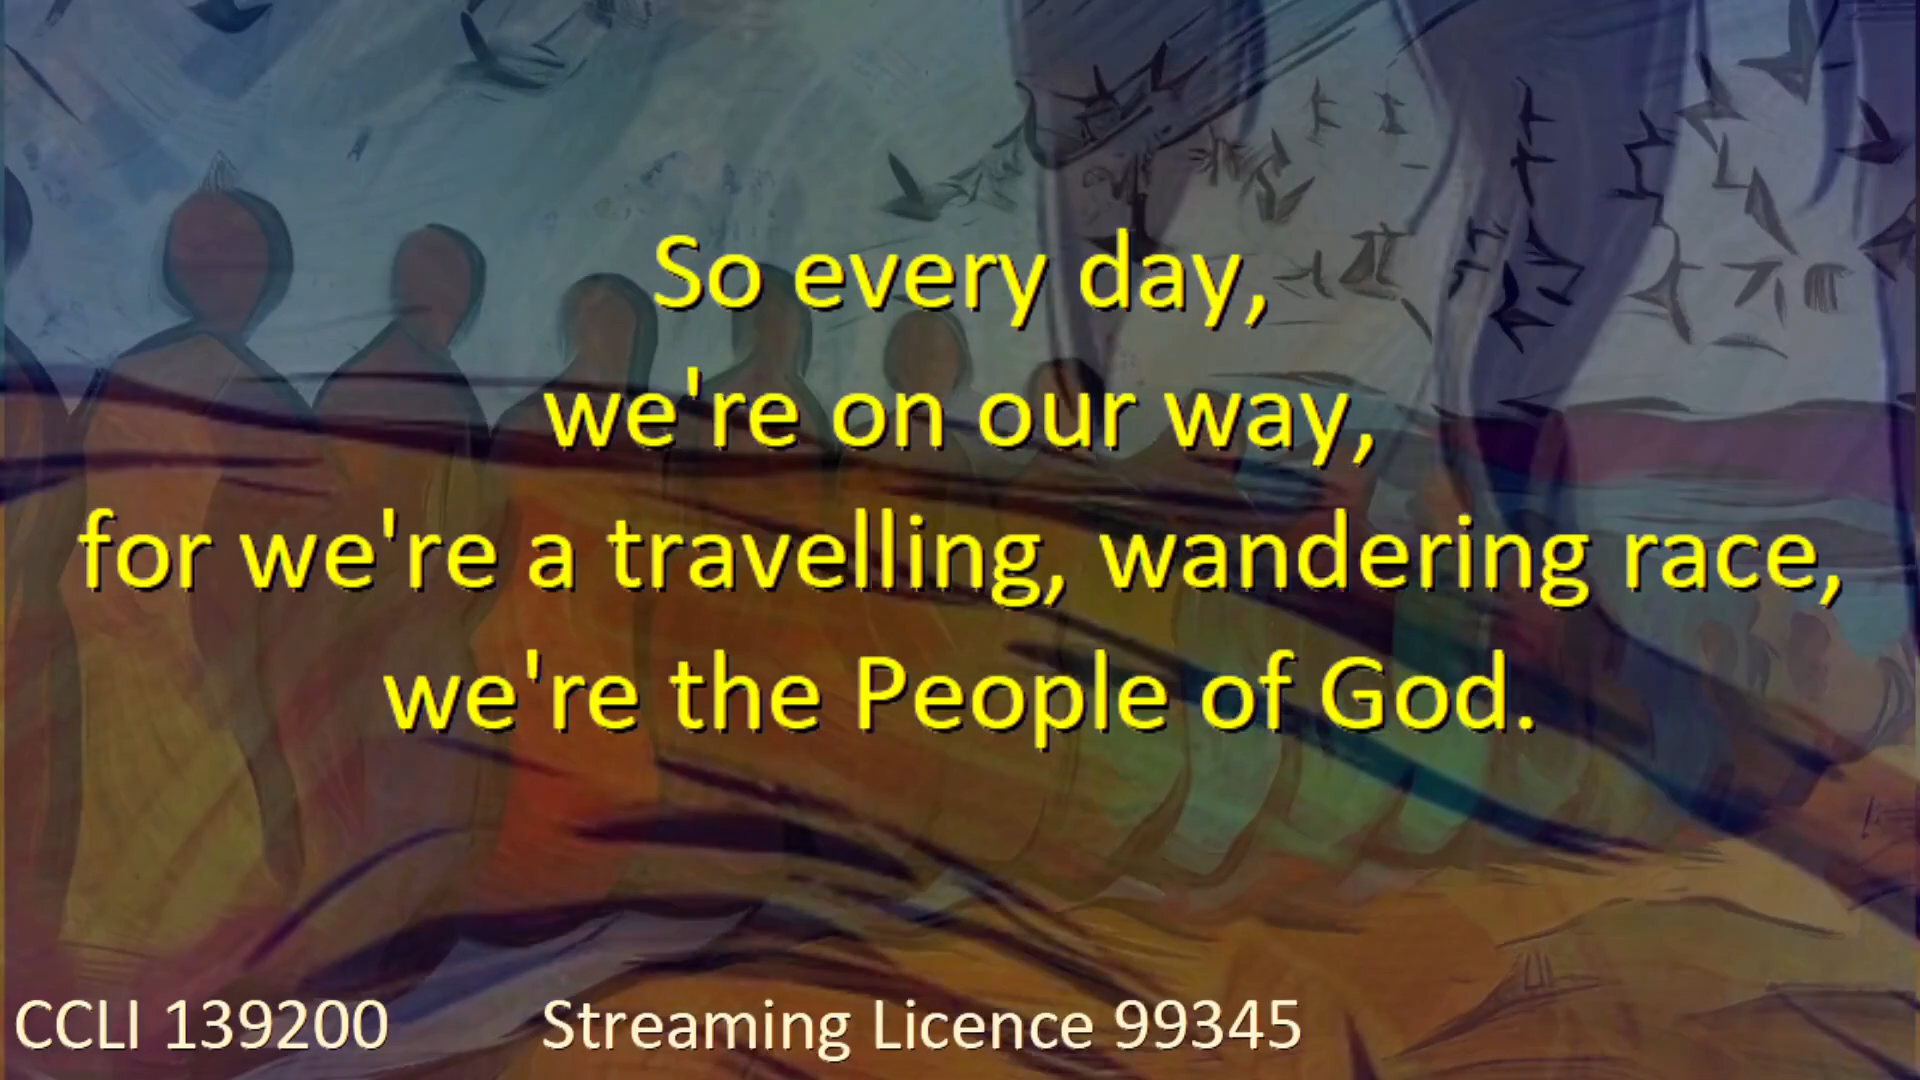 So every day,
we're on our way,
for we're a travelling, wandering race,
we're the People of God.
CCLI 139200 Streaming Licence 99345